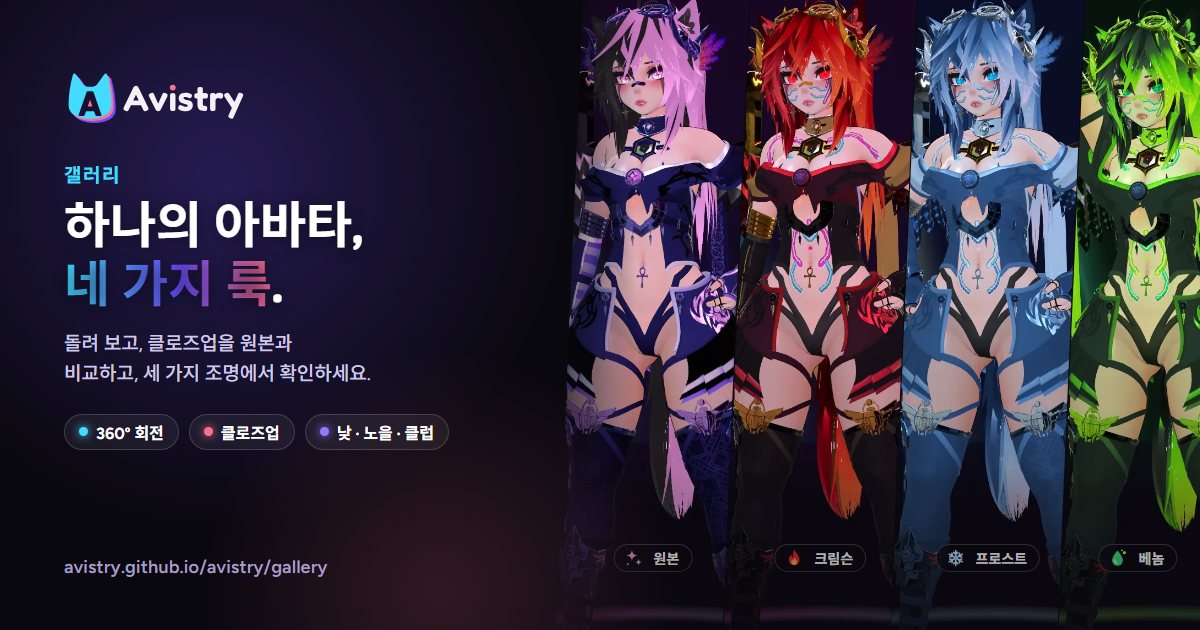 Avistry
갤러리
하나의 아바타,
네 가지 룩.
돌려 보고, 클로즈업을 원본과
비교하고, 세 가지 조명에서 확인하세요.
360° 회전
클로즈업
낮 · 노을 · 클럽
avistry.github.io/avistry/gallery
원본
크림슨
프로스트
베놈